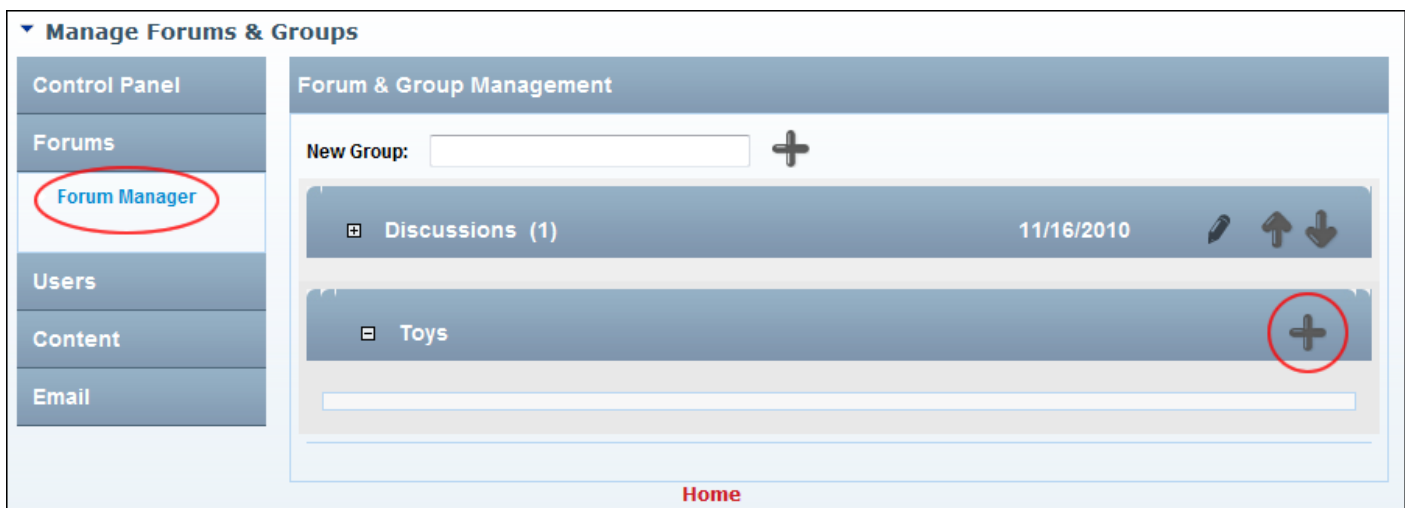 Manage Forums & Groups
Control Panel
Forum & Group Management
Forums
New Group:
Forum Manager
Discussions (1) 11/16/2010
Users
Toys
Content
Email
Home